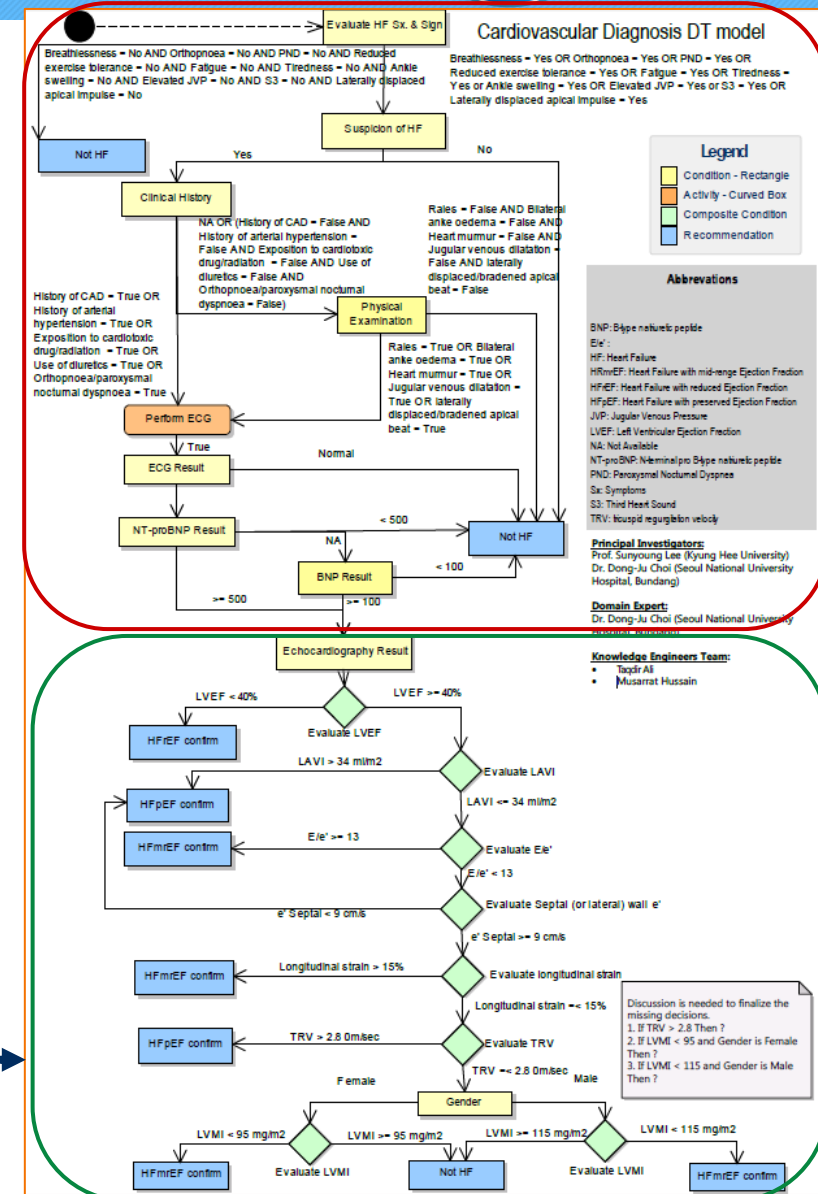 Evaluate HF Sx. & Sign
Cardiovascular Diagnosis DT model
Breathlessness = No AND Orthopnoea = No AND PND = No AND Reduced
exercise tolerance = No AND Fatigue = No AND Tiredness = No AND Ankle
swelling = No AND Elevated JVP = No AND S3 = No AND Laterally displaced
apical impulse = No
Breathlessness = Yes OR Orthopnoea = Yes OR PND = Yes OR
Reduced exercise tolerance = Yes OR Fatigue = Yes OR Tiredness =
Yes or Ankle swelling = Yes OR Elevated JVP = Yes or S3 = Yes OR
Laterally displaced apical impulse = Yes
Suspicion of HF
Not HF
Yes
No
Legend
Condition - Rectangle
Activity - Curved Box
Composite Condition
Recommendation
Clinical History
NA OR (History of CAD = False AND
History of arterial hypertension =
False AND Exposition to cardiotoxic
drug/radiation = False AND Use of
diuretics = False AND
Orthopnoea/paroxysmal nocturnal
dyspnoea = False)
Rales = False AND Bilateral
anke oedema = False AND
Heart murmur = False AND
Jugular venous dilatation =
False AND laterally
displaced/bradened apical
beat = False
History of CAD = True OR
History of arterial
hypertension = True OR
Exposition to cardiotoxic
drug/radiation = True OR
Use of diuretics = True OR
Orthopnoea/paroxysmal
nocturnal dyspnoea = True
Physical
Examination
Rales = True OR Bilateral
anke oedema = True OR
Heart murmur = True OR
Jugular venous dilatation =
True OR laterally
displaced/bradened apical
beat = True
Abbrevations
BNP: B-type natiuretic peptide
E/e' :
HF: Heart Failure
HRmrEF: Heart Failure with mid-range Ejection Fraction
HFrEF: Heart Failure with reduced Ejection Fraction
HFpEF: Heart Failure with preserved Ejection Fraction
JVP: Jugular Venous Pressure
LVEF: Left Ventricular Ejection Fraction
NA: Not Available
NT-proBNP: N-terminal pro B-type natiuretic peptide
PND: Paroxysmal Nocturnal Dyspnea
Sx: Symptoms
S3: Third Heart Sound
TRV: tricuspid regurgitation velocity
Perform ECG
True
Normal
ECG Result
NT-proBNP Result
< 500
NA
Not HF
BNP Result
< 100
>= 500
>= 100
Principal Investigators:
Prof. Sunyoung Lee (Kyung Hee University)
Dr. Dong-Ju Choi (Seoul National University
Hospital, Bundang)
Domain Expert:
Dr. Dong-Ju Choi (Seoul National University
Hospital, Bundang)
Knowledge Engineers Team:
• Taqdir Ali
• Musarrat Hussain
Echocardiography Result
LVEF < 40%
LVEF >= 40%
HFrEF confirm
Evaluate LVEF
LAVI > 34 ml/m2
Evaluate LAVI
HFpEF confirm
LAVI <= 34 ml/m2
E/e' >= 13
HFmrEF confirm
Evaluate E/e'
E/e' < 13
Evaluate Septal (or lateral) wall e'
e' Septal < 9 cm/s
e' Septal >= 9 cm/s
Longitudinal strain > 15%
HFmrEF confirm
Evaluate longitudinal strain
Longitudinal strain =< 15%
TRV > 2.8 0m/sec
HFpEF confirm
Evaluate TRV
TRV =< 2.8 0m/sec
Discussion is needed to finalize the
missing decisions.
1. If TRV > 2.8 Then ?
2. If LVMI < 95 and Gender is Female
Then ?
3. If LVMI < 115 and Gender is Male
Then ?
Female
Male
Gender
LVMI < 95 mg/m2
LVMI >= 95 mg/m2
LVMI >= 115 mg/m2
LVMI < 115 mg/m2
HFmrEF confirm
Evaluate LVMI
Not HF
Evaluate LVMI
HFmrEF confirm